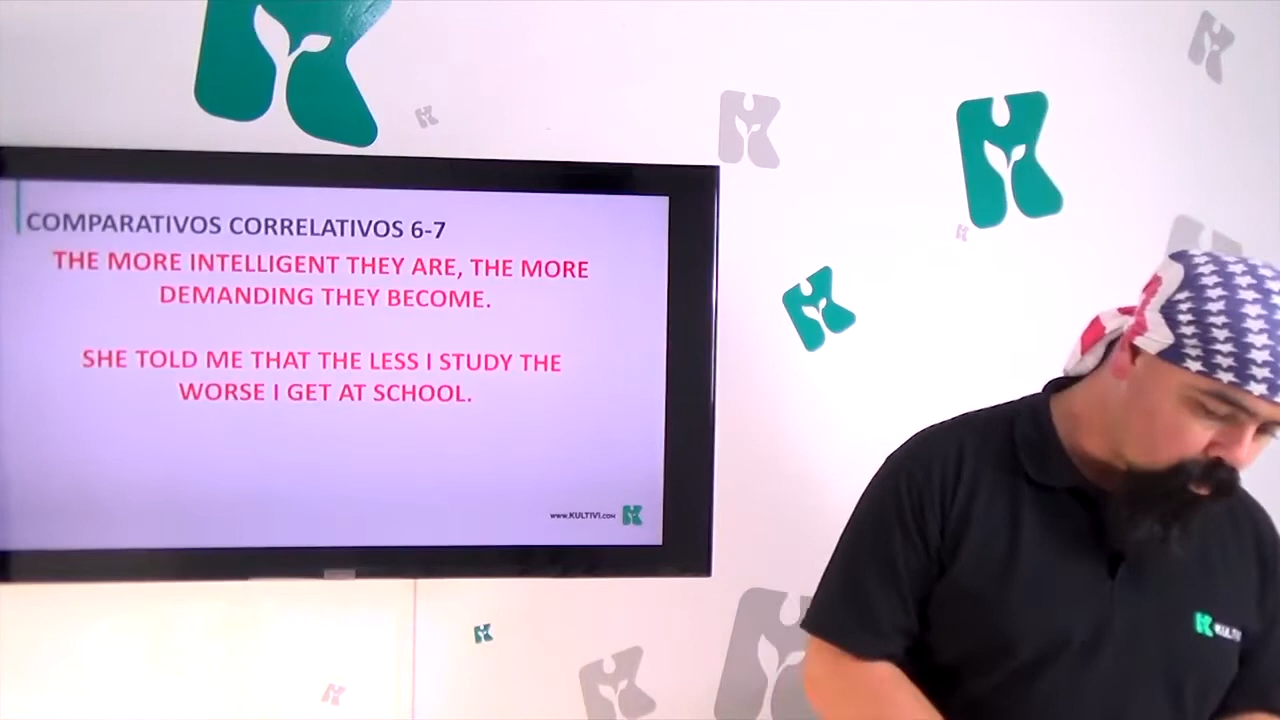 COMPARATIVOS CORRELATIVOS 6-7
THE MORE INTELLIGENT THEY ARE, THE MORE
DEMANDING THEY BECOME.
SHE TOLD ME THAT THE LESS I STUDY THE
WORSE I GET AT SCHOOL.
www.KULTIVI.COM